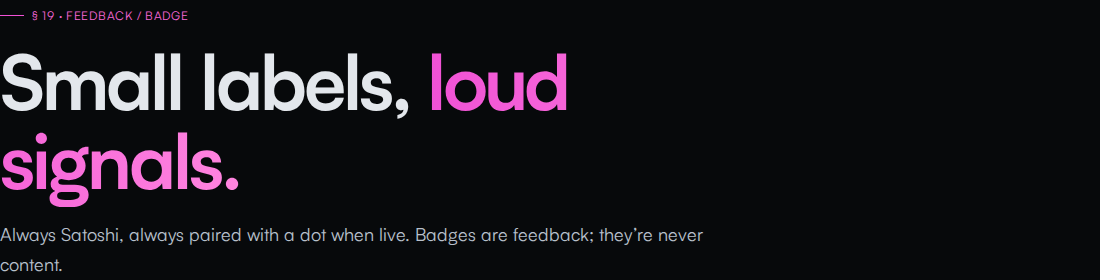 § 19 · FEEDBACK / BADGE
Small labels, loud
signals.
Always Satoshi, always paired with a dot when live. Badges are feedback; they’re never
content.